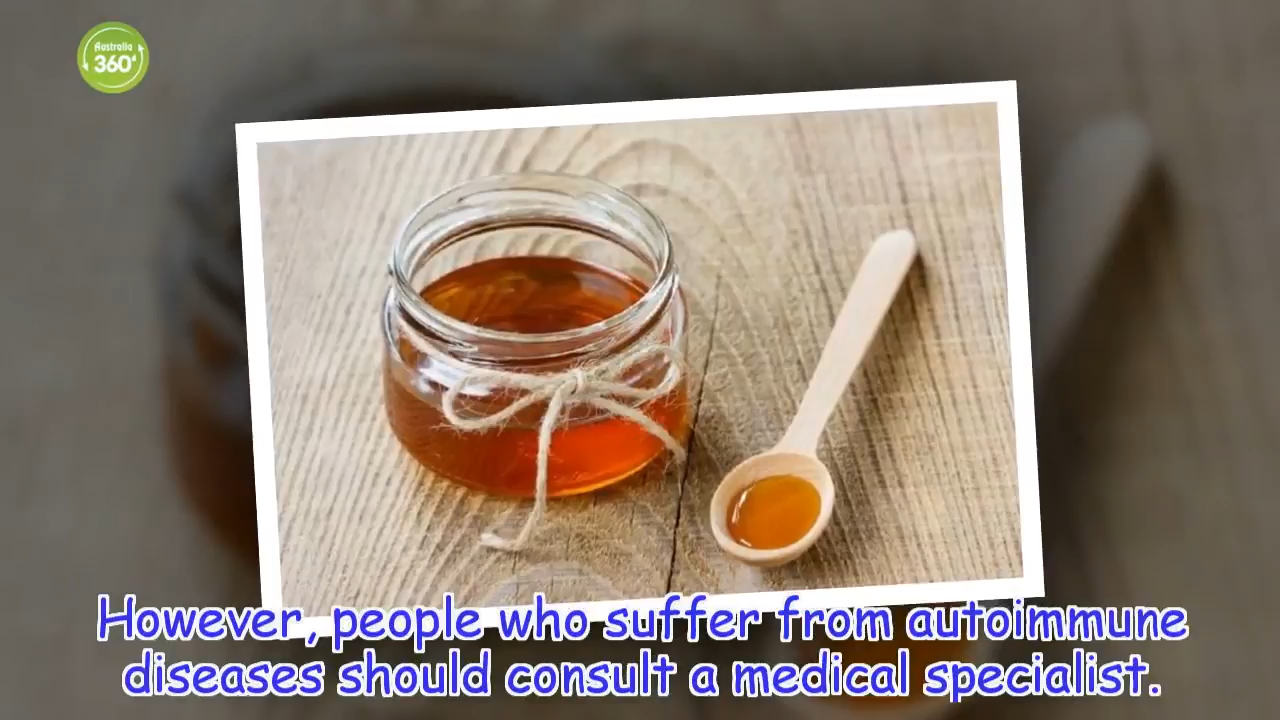 Australia
360°
However, people who suffer from autoimmune
diseases should consult a medical specialist.